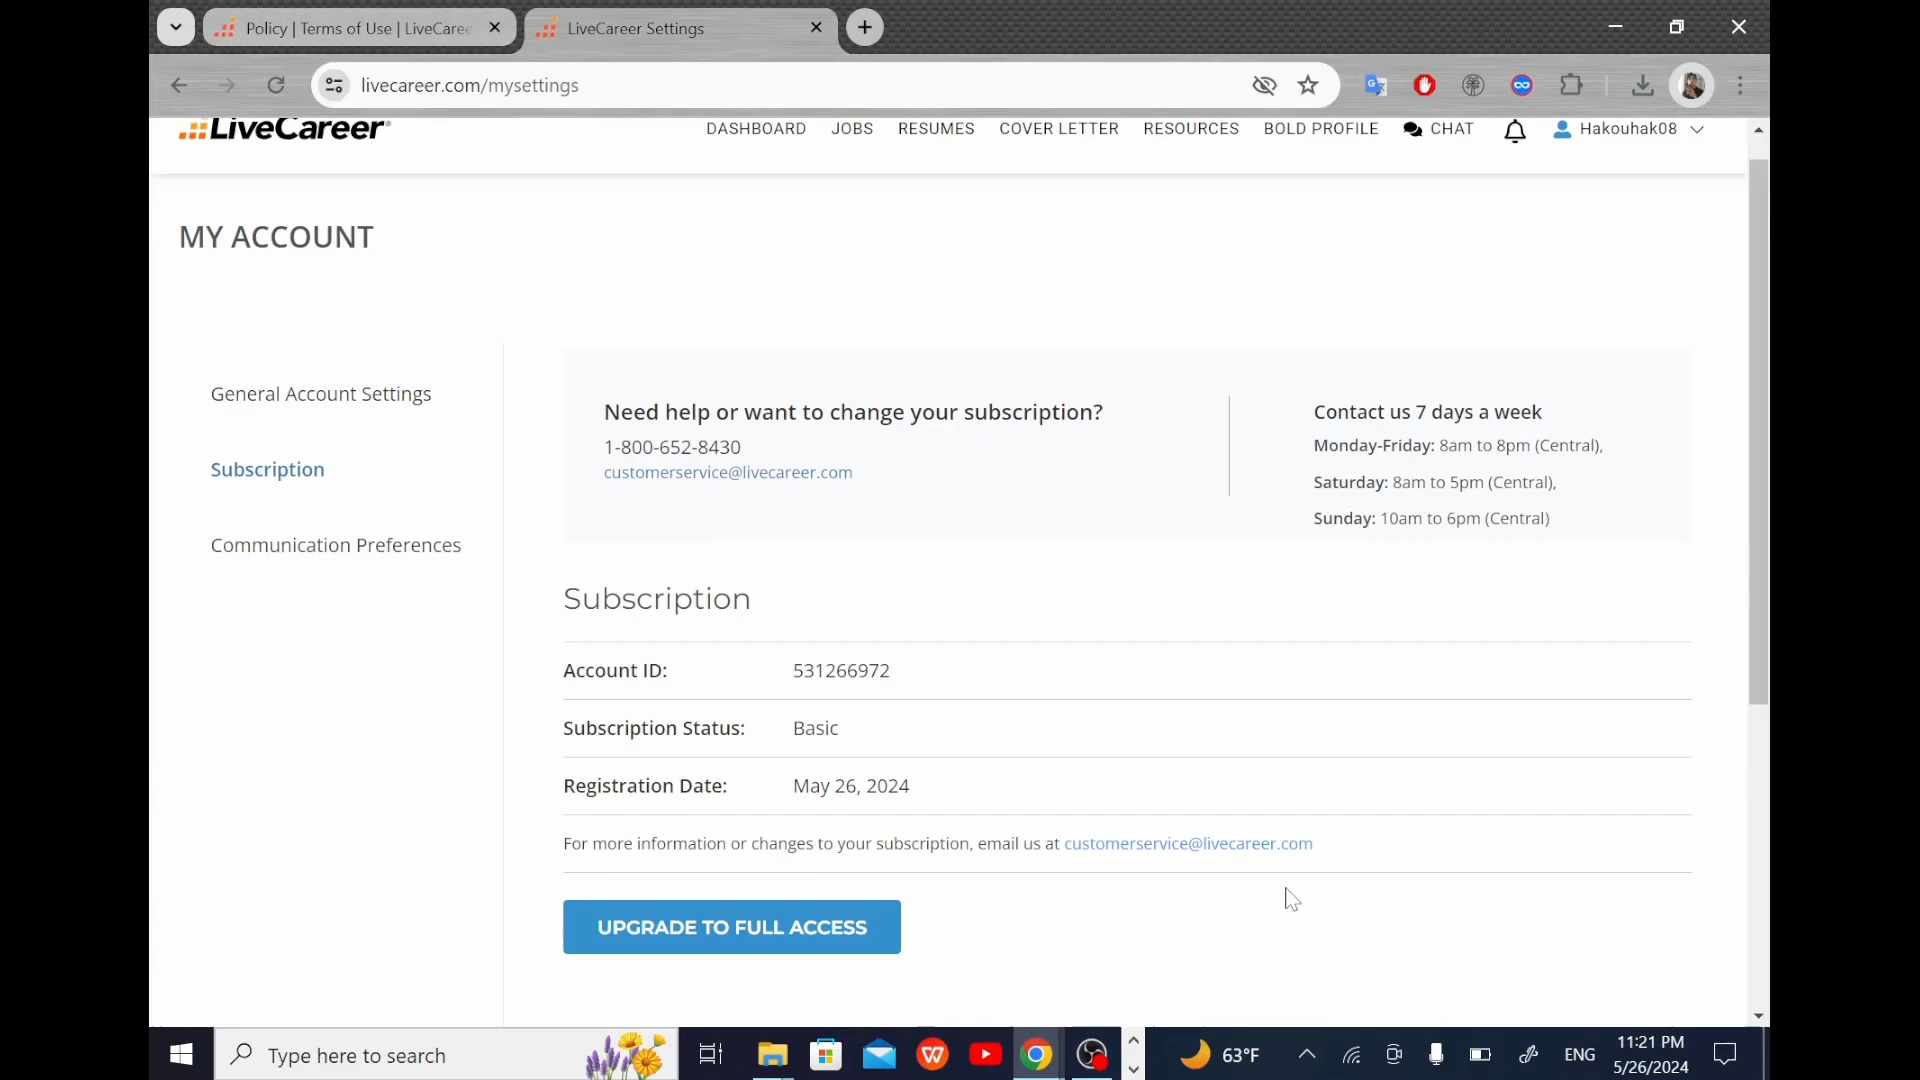 Policy | Terms of Use | LiveCaree
LiveCareer Settings
livecareer.com/mysettings
LiveCareer®
DASHBOARD
JOBS
RESUMES
COVER LETTER
RESOURCES
BOLD PROFILE
CHAT
Hakouhak08
MY ACCOUNT
General Account Settings
Subscription
Communication Preferences
Need help or want to change your subscription?
1-800-652-8430
customerservice@livecareer.com
Contact us 7 days a week
Monday-Friday: 8am to 8pm (Central),
Saturday: 8am to 5pm (Central),
Sunday: 10am to 6pm (Central)
Subscription
Account ID: 531266972
Subscription Status: Basic
Registration Date: May 26, 2024
For more information or changes to your subscription, email us at customerservice@livecareer.com
UPGRADE TO FULL ACCESS
Type here to search
63°F
ENG
11:21 PM
5/26/2024